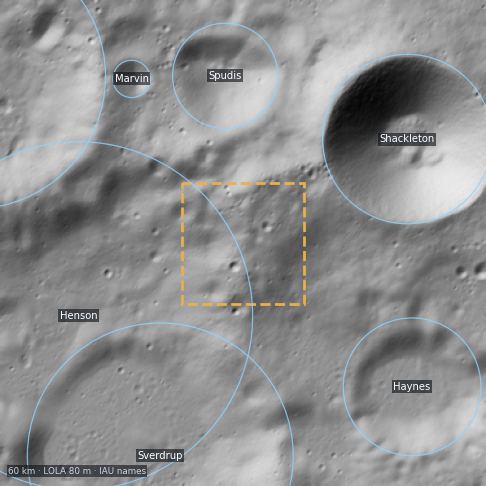 Marvin
Spudis
Shackleton
Henson
Haynes
Sverdrup
60 km · LOLA 80 m · IAU names